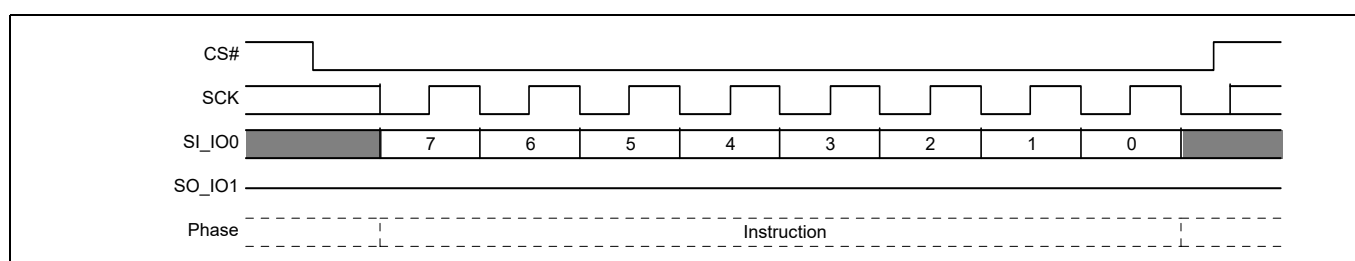 CS#
SCK
SI_IO0 7 6 5 4 3 2 1 0
SO_IO1
Phase Instruction